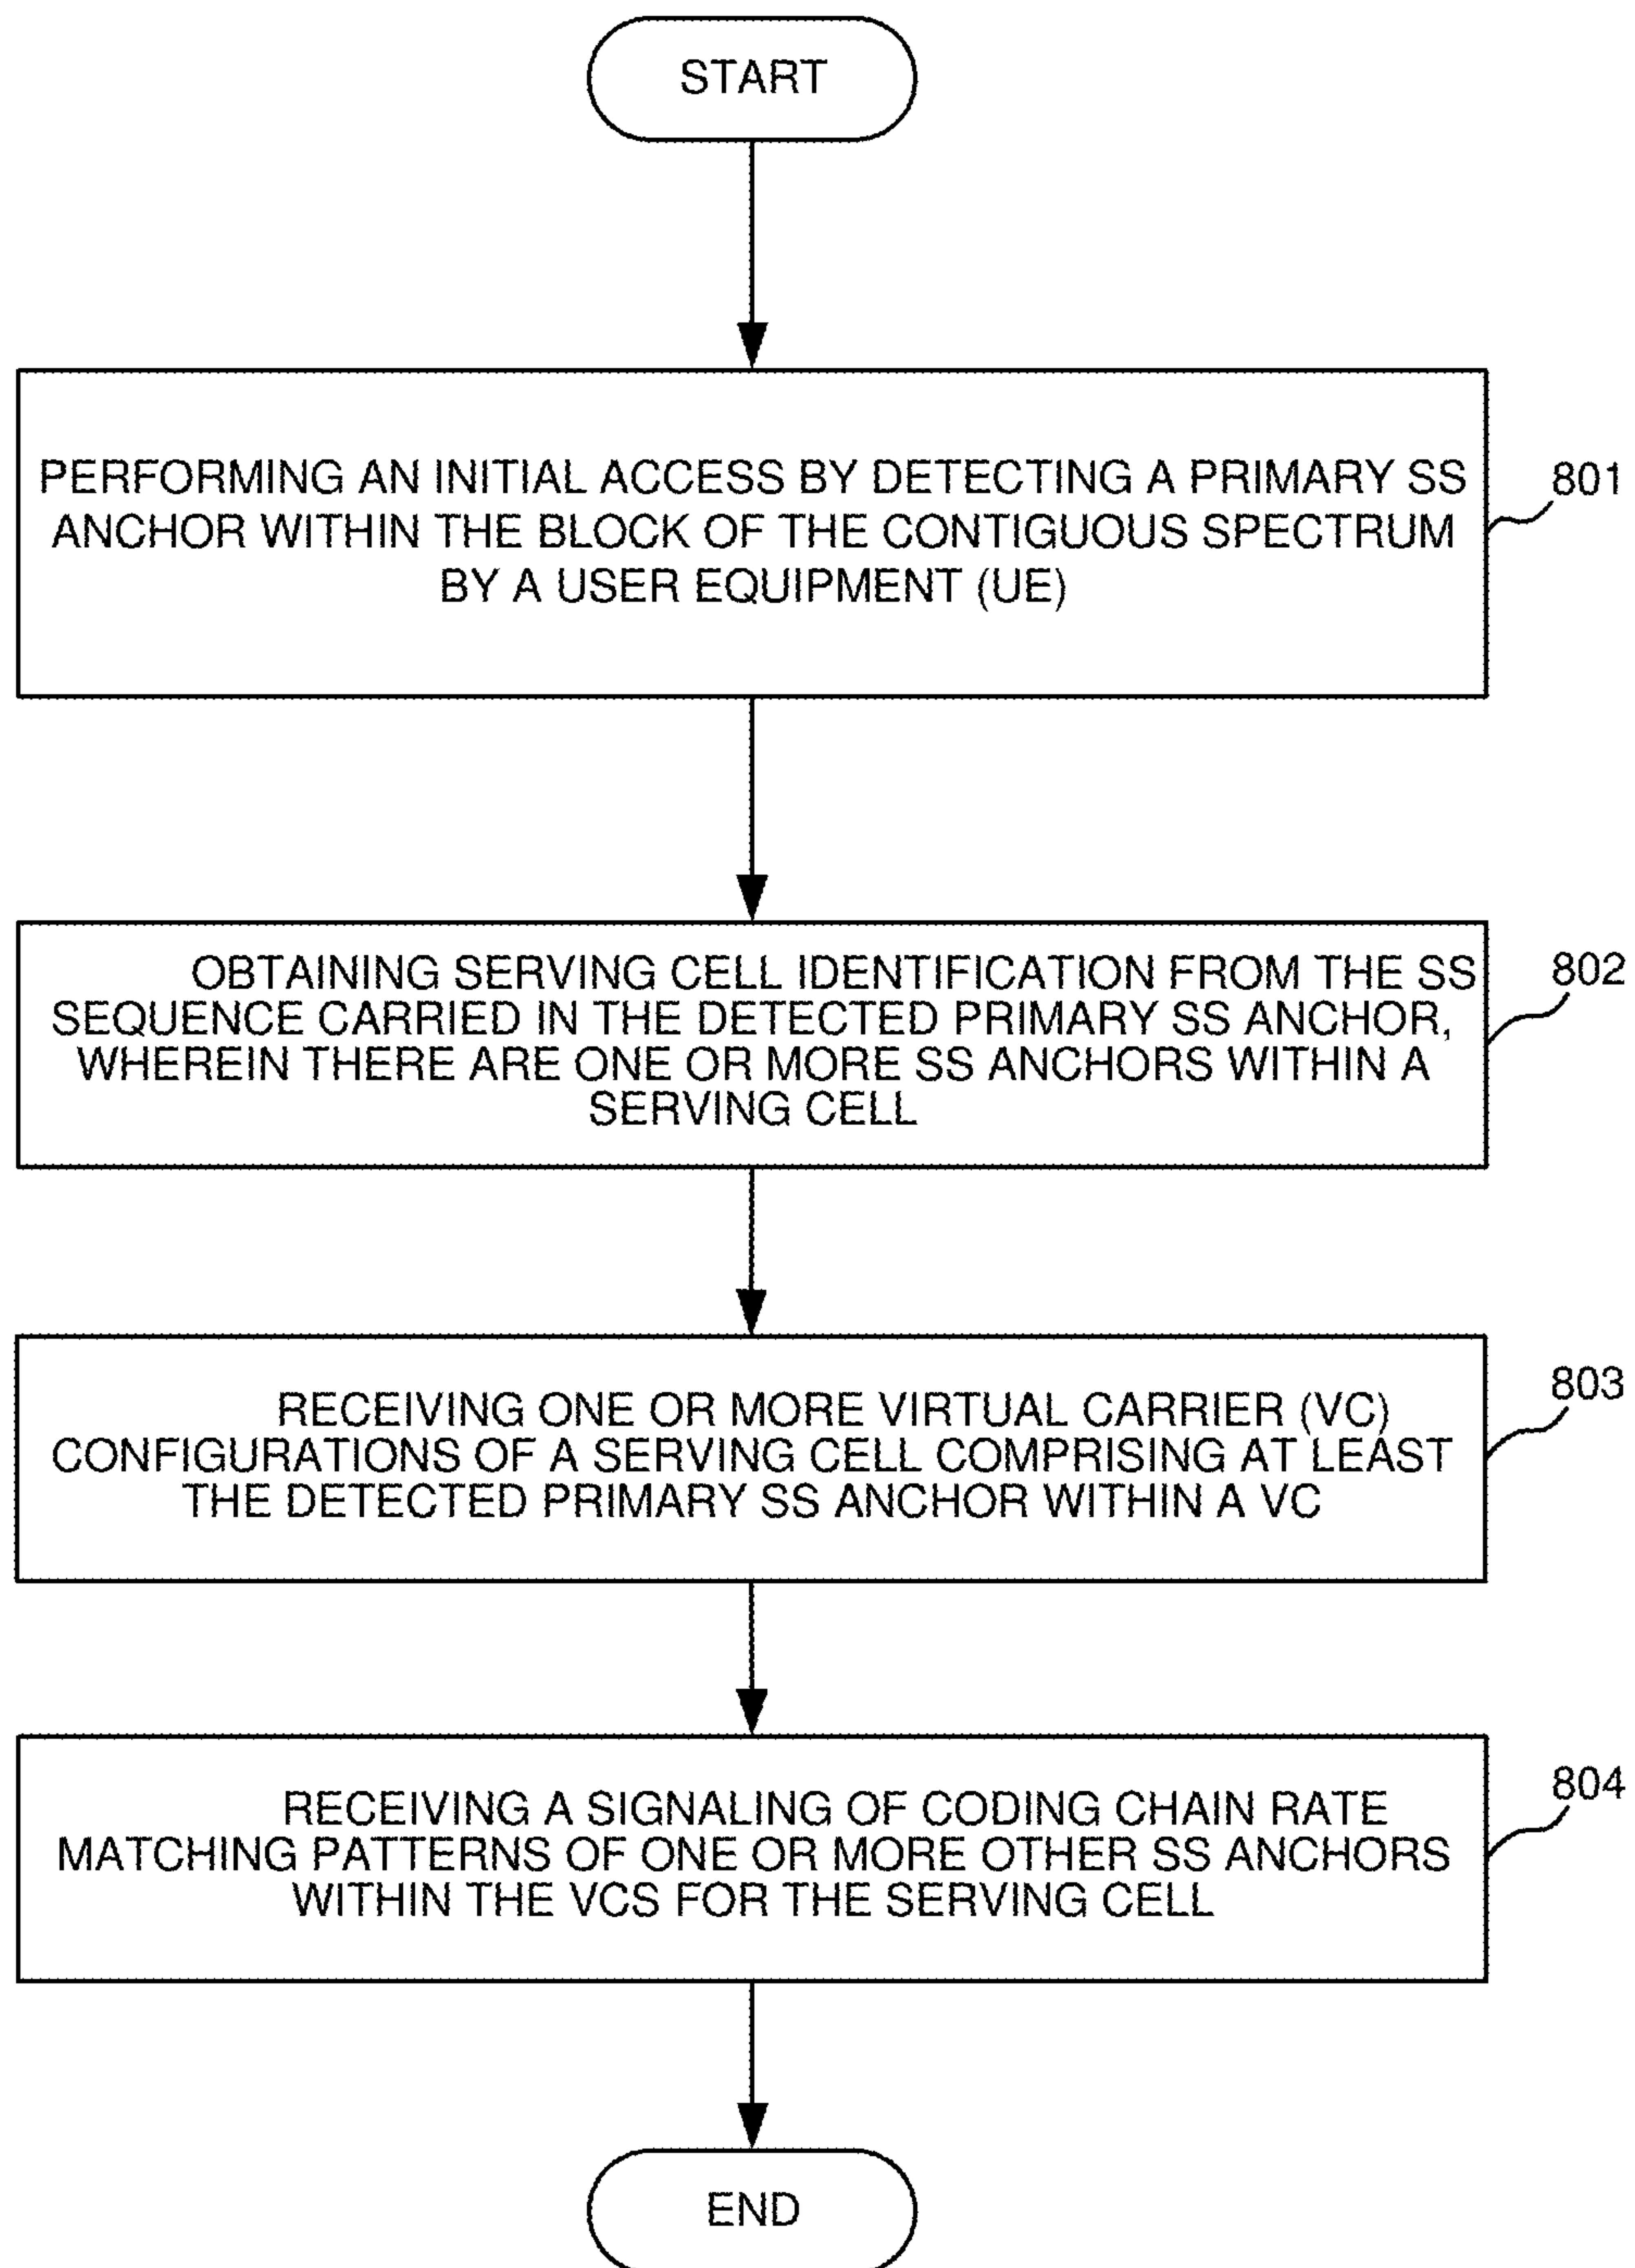 START
PERFORMING AN INITIAL ACCESS BY DETECTING A PRIMARY SS
ANCHOR WITHIN THE BLOCK OF THE CONTIGUOUS SPECTRUM
BY A USER EQUIPMENT (UE)
801
OBTAINING SERVING CELL IDENTIFICATION FROM THE SS
SEQUENCE CARRIED IN THE DETECTED PRIMARY SS ANCHOR,
WHEREIN THERE ARE ONE OR MORE SS ANCHORS WITHIN A
SERVING CELL
802
RECEIVING ONE OR MORE VIRTUAL CARRIER (VC)
CONFIGURATIONS OF A SERVING CELL COMPRISING AT LEAST
THE DETECTED PRIMARY SS ANCHOR WITHIN A VC
803
RECEIVING A SIGNALING OF CODING CHAIN RATE
MATCHING PATTERNS OF ONE OR MORE OTHER SS ANCHORS
WITHIN THE VCS FOR THE SERVING CELL
804
END